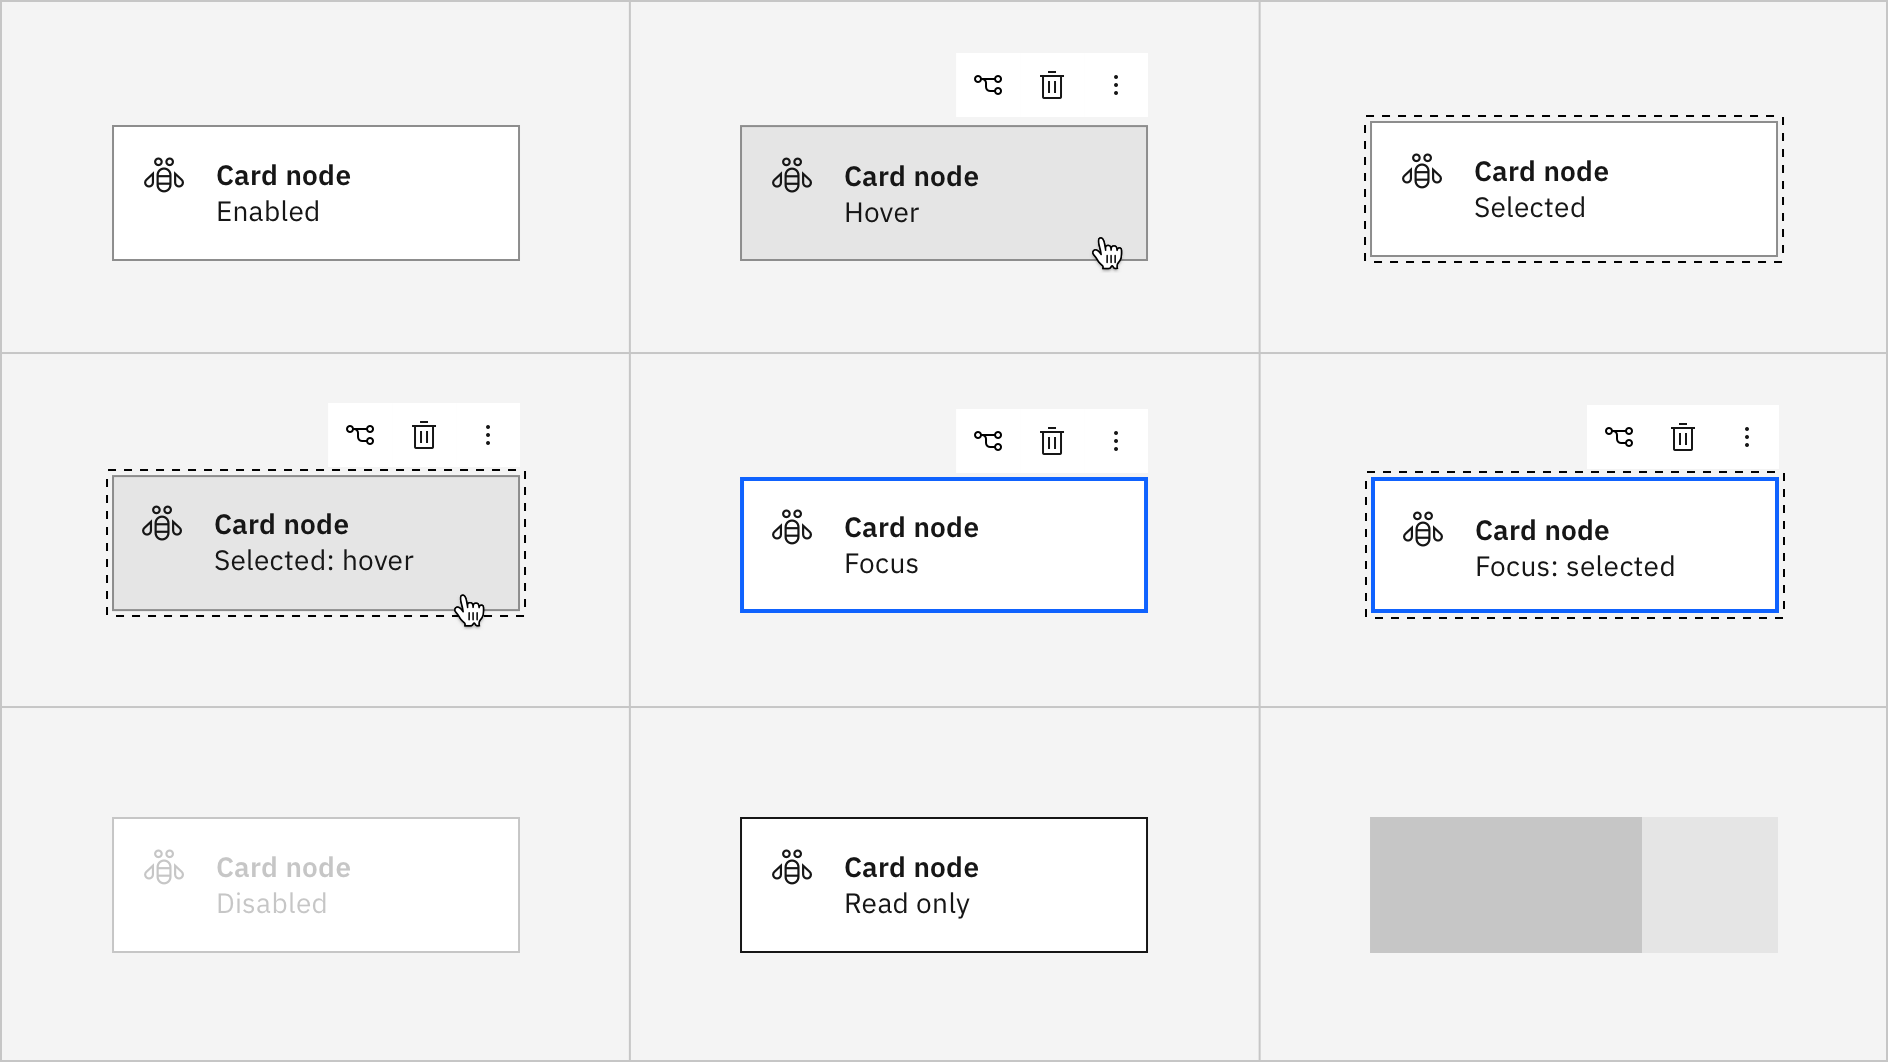 Card node
Enabled
Card node
Hover
Card node
Selected
Card node
Selected: hover
Card node
Focus
Card node
Focus: selected
Card node
Disabled
Card node
Read only